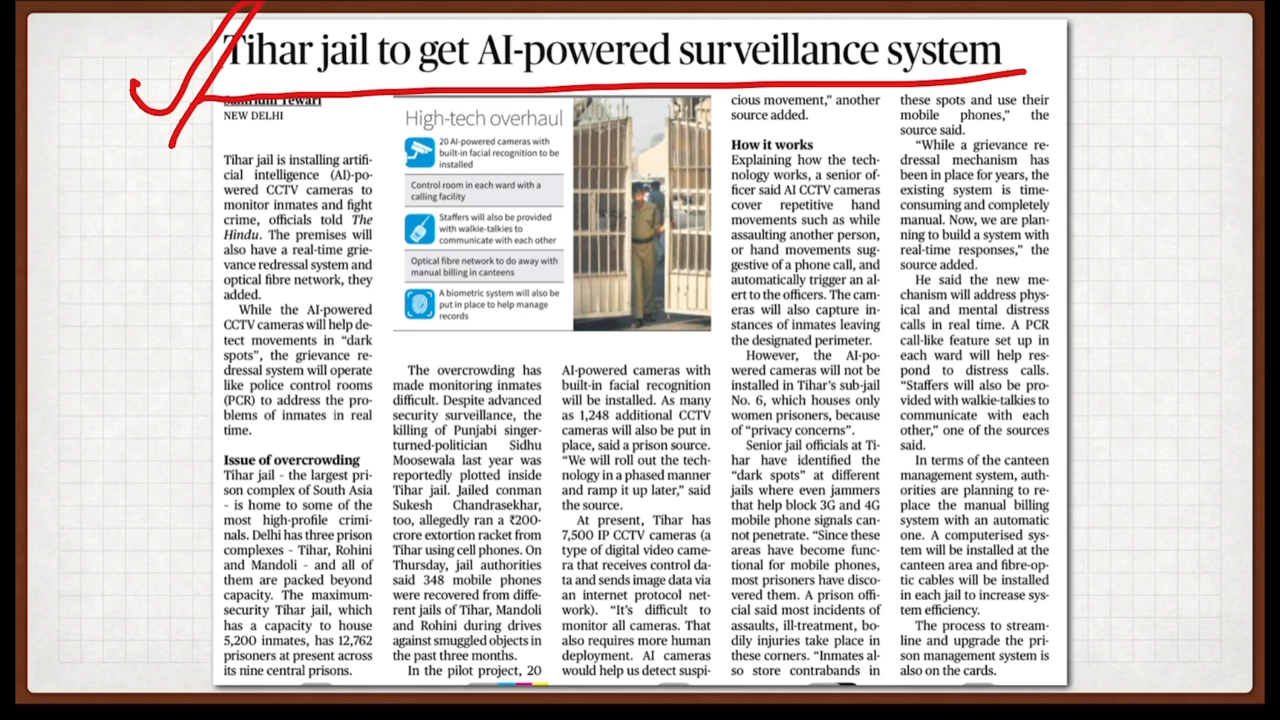 Tihar jail to get AI-powered surveillance system
Samridhi Tewari
NEW DELHI
Tihar jail is installing artifi-
cial intelligence (AI)-po-
wered CCTV cameras to
monitor inmates and fight
crime, officials told The
Hindu. The premises will
also have a real-time grie-
vance redressal system and
optical fibre network, they
added.
While the AI-powered
CCTV cameras will help de-
tect movements in “dark
spots”, the grievance re-
dressal system will operate
like police control rooms
(PCR) to address the pro-
blems of inmates in real
time.
Issue of overcrowding
Tihar jail - the largest pri-
son complex of South Asia
- is home to some of the
most high-profile crimi-
nals. Delhi has three prison
complexes - Tihar, Rohini
and Mandoli - and all of
them are packed beyond
capacity. The maximum-
security Tihar jail, which
has a capacity to house
5,200 inmates, has 12,762
prisoners at present across
its nine central prisons.
High-tech overhaul
20 AI-powered cameras with
built-in facial recognition to be
installed
Control room in each ward with a
calling facility
Staffers will also be provided
with walkie-talkies to
communicate with each other
Optical fibre network to do away with
manual billing in canteens
A biometric system will also be
put in place to help manage
records
The overcrowding has
made monitoring inmates
difficult. Despite advanced
security surveillance, the
killing of Punjabi singer-
turned-politician Sidhu
Moosewala last year was
reportedly plotted inside
Tihar jail. Jailed conman
Sukesh Chandrasekhar,
too, allegedly ran a ₹200-
crore extortion racket from
Tihar using cell phones. On
Thursday, jail authorities
said 348 mobile phones
were recovered from diffe-
rent jails of Tihar, Mandoli
and Rohini during drives
against smuggled objects in
the past three months.
In the pilot project, 20
AI-powered cameras with
built-in facial recognition
will be installed. As many
as 1,248 additional CCTV
cameras will also be put in
place, said a prison source.
“We will roll out the tech-
nology in a phased manner
and ramp it up later,” said
the source.
At present, Tihar has
7,500 IP CCTV cameras (a
type of digital video came-
ra that receives control da-
ta and sends image data via
an internet protocol net-
work). “It’s difficult to
monitor all cameras. That
also requires more human
deployment. AI cameras
would help us detect suspi-
cious movement,” another
source added.
How it works
Explaining how the tech-
nology works, a senior of-
ficer said AI CCTV cameras
cover repetitive hand
movements such as while
assaulting another person,
or hand movements sug-
gestive of a phone call, and
automatically trigger an al-
ert to the officers. The cam-
eras will also capture in-
stances of inmates leaving
the designated perimeter.
However, the AI-po-
wered cameras will not be
installed in Tihar’s sub-jail
No. 6, which houses only
women prisoners, because
of “privacy concerns”.
Senior jail officials at Ti-
har have identified the
“dark spots” at different
jails where even jammers
that help block 3G and 4G
mobile phone signals can-
not penetrate. “Since these
areas have become func-
tional for mobile phones,
most prisoners have disco-
vered them. A prison offi-
cial said most incidents of
assaults, ill-treatment, bo-
dily injuries take place in
these corners. “Inmates al-
so store contrabands in
these spots and use their
mobile phones,” the
source said.
“While a grievance re-
dressal mechanism has
been in place for years, the
existing system is time-
consuming and completely
manual. Now, we are plan-
ning to build a system with
real-time responses,” the
source added.
He said the new me-
chanism will address phys-
ical and mental distress
calls in real time. A PCR
call-like feature set up in
each ward will help res-
pond to distress calls.
“Staffers will also be pro-
vided with walkie-talkies to
communicate with each
other,” one of the sources
said.
In terms of the canteen
management system, auth-
orities are planning to re-
place the manual billing
system with an automatic
one. A computerised sys-
tem will be installed at the
canteen area and fibre-op-
tic cables will be installed
in each jail to increase sys-
tem efficiency.
The process to stream-
line and upgrade the pri-
son management system is
also on the cards.